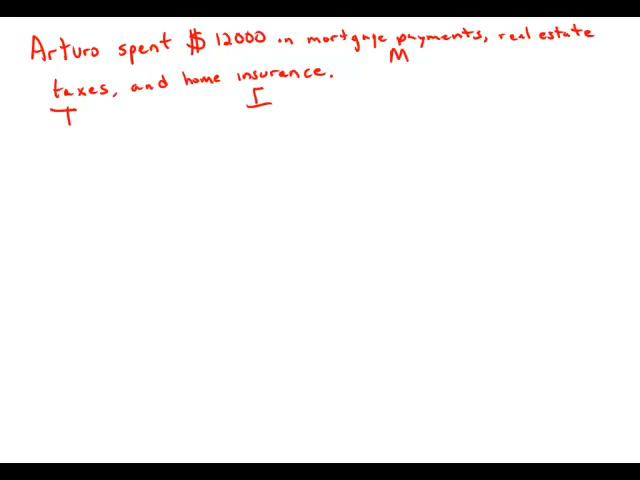 Arturo spent $ 12000 in mortgage payments, real estate
M
taxes, and home insurance.
T I